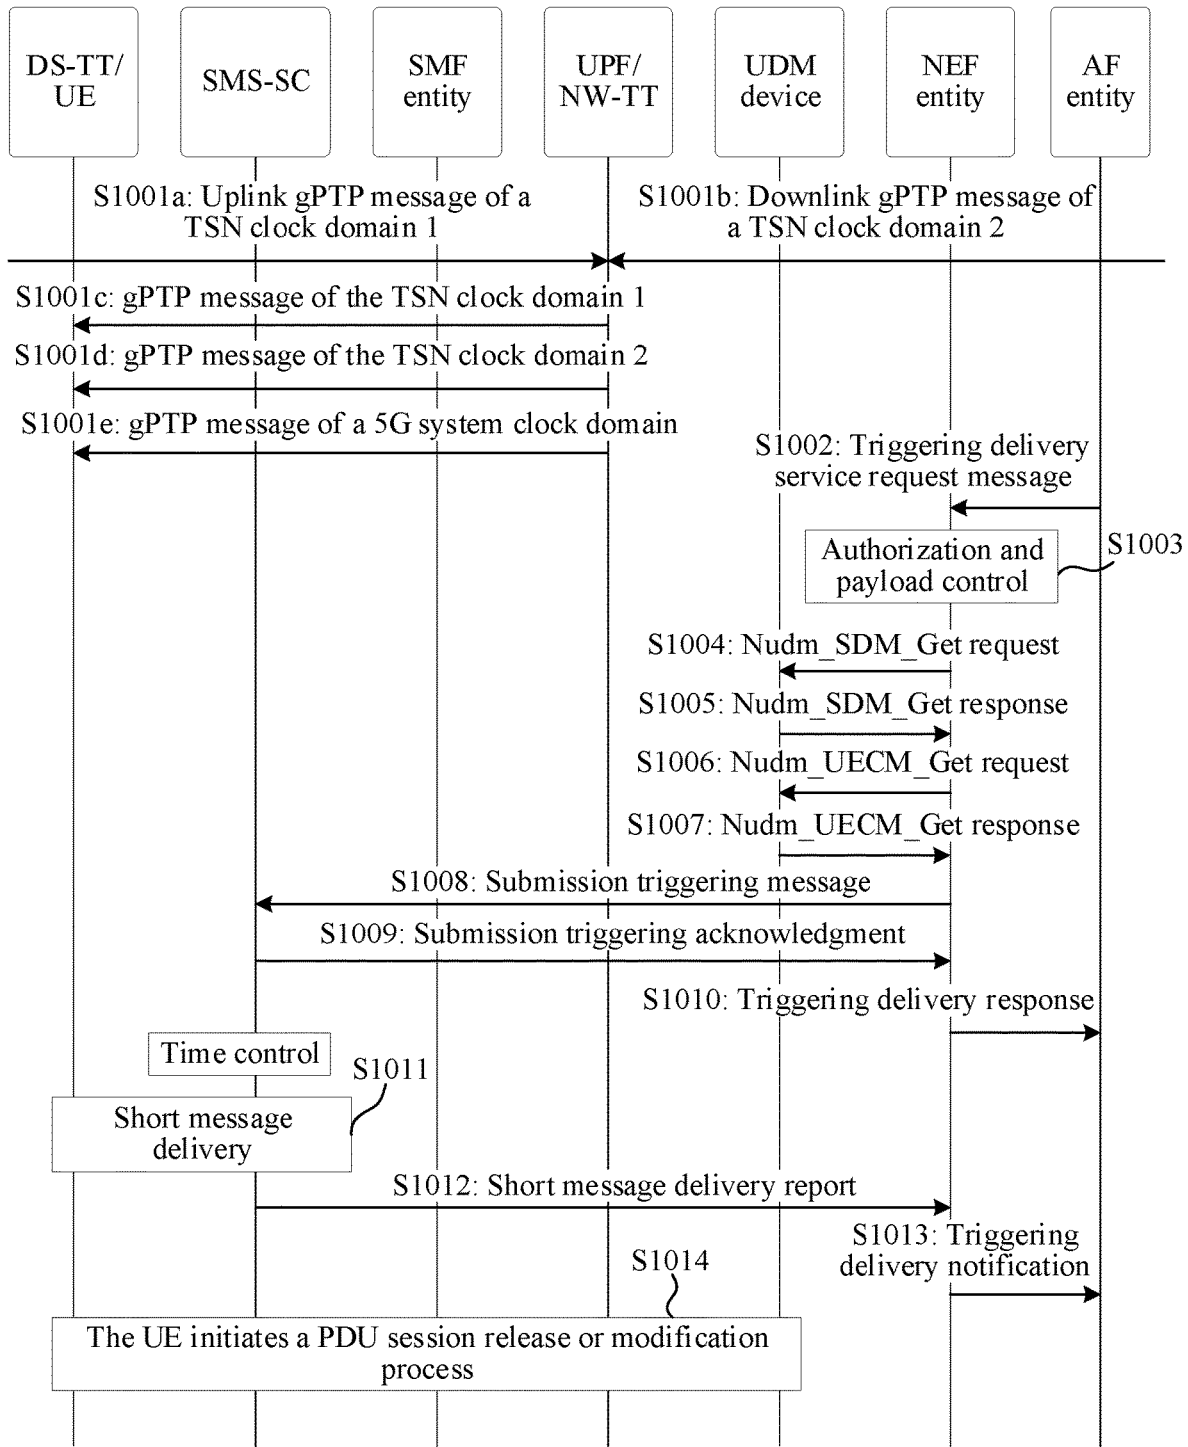 DS-TT/
UE
SMS-SC
SMF
entity
UPF/
NW-TT
UDM
device
NEF
entity
AF
entity
S1001a: Uplink gPTP message of a
TSN clock domain 1
S1001b: Downlink gPTP message of
a TSN clock domain 2
S1001c: gPTP message of the TSN clock domain 1
S1001d: gPTP message of the TSN clock domain 2
S1001e: gPTP message of a 5G system clock domain
S1002: Triggering delivery
service request message
Authorization and
payload control
S1003
S1004: Nudm_SDM_Get request
S1005: Nudm_SDM_Get response
S1006: Nudm_UECM_Get request
S1007: Nudm_UECM_Get response
S1008: Submission triggering message
S1009: Submission triggering acknowledgment
S1010: Triggering delivery response
Time control
S1011
Short message
delivery
S1012: Short message delivery report
S1013: Triggering
delivery notification
S1014
The UE initiates a PDU session release or modification
process